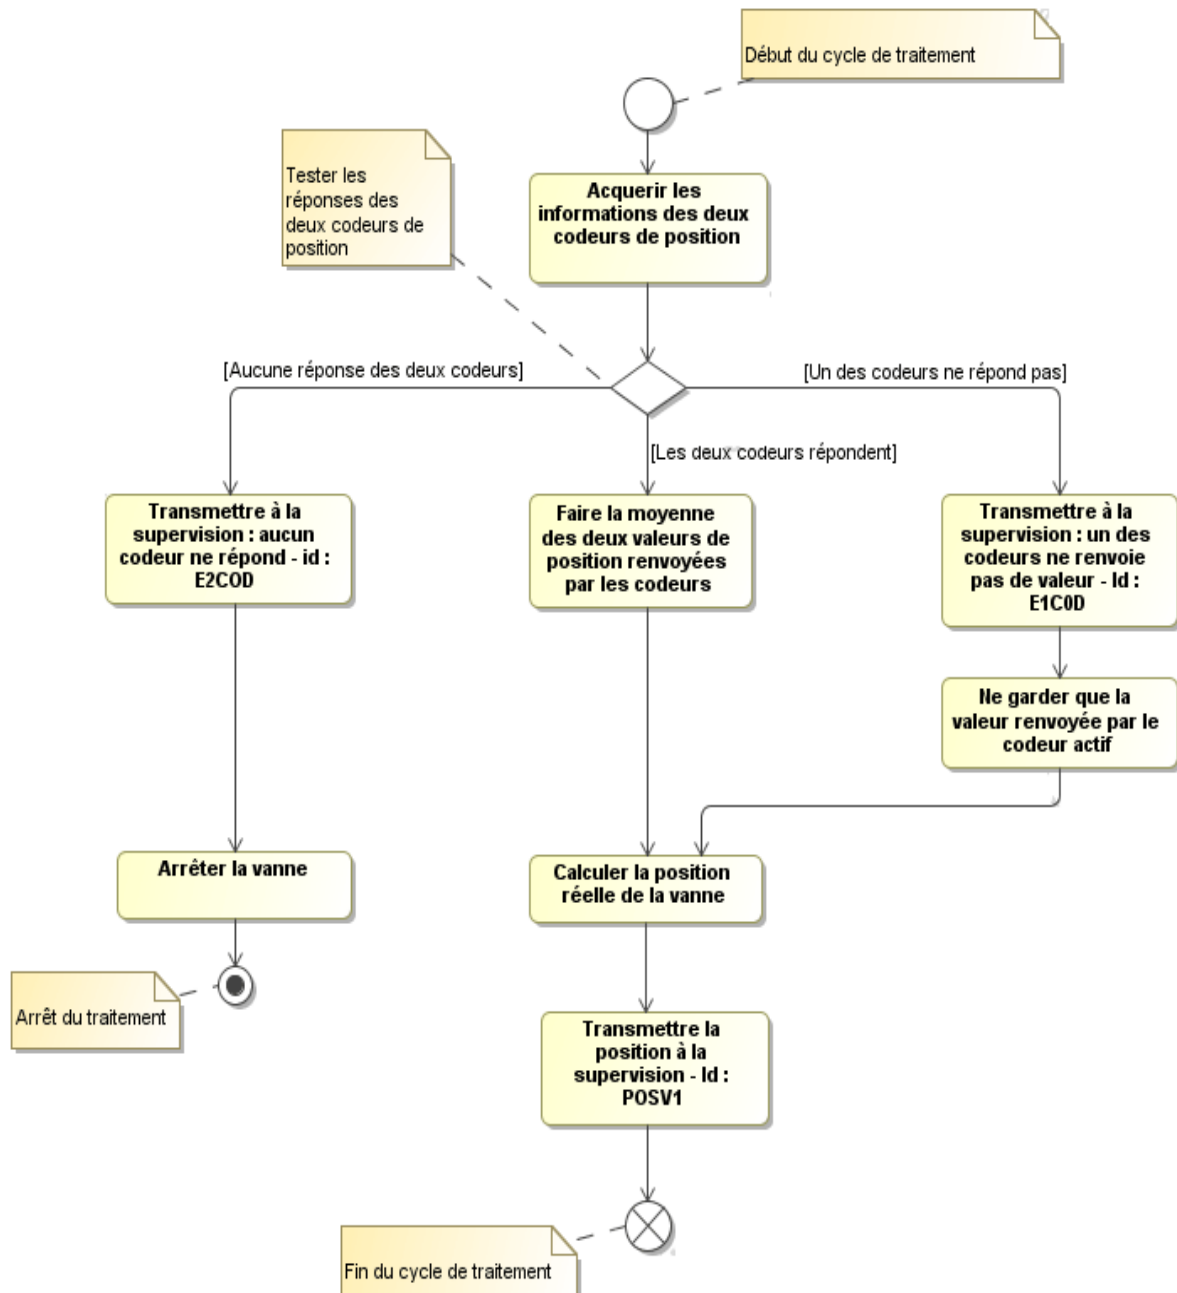 Début du cycle de traitement
Tester les
réponses des
deux codeurs de
position
Acquerir les
informations des deux
codeurs de position
[Aucune réponse des deux codeurs]
[Un des codeurs ne répond pas]
[Les deux codeurs répondent]
Transmettre à la
supervision : aucun
codeur ne répond - id :
E2COD
Faire la moyenne
des deux valeurs de
position renvoyées
par les codeurs
Transmettre à la
supervision : un des
codeurs ne renvoie
pas de valeur - Id :
E1C0D
Ne garder que la
valeur renvoyée par le
codeur actif
Arrêter la vanne
Calculer la position
réelle de la vanne
Arrêt du traitement
Transmettre la
position à la
supervision - Id :
POSV1
Fin du cycle de traitement